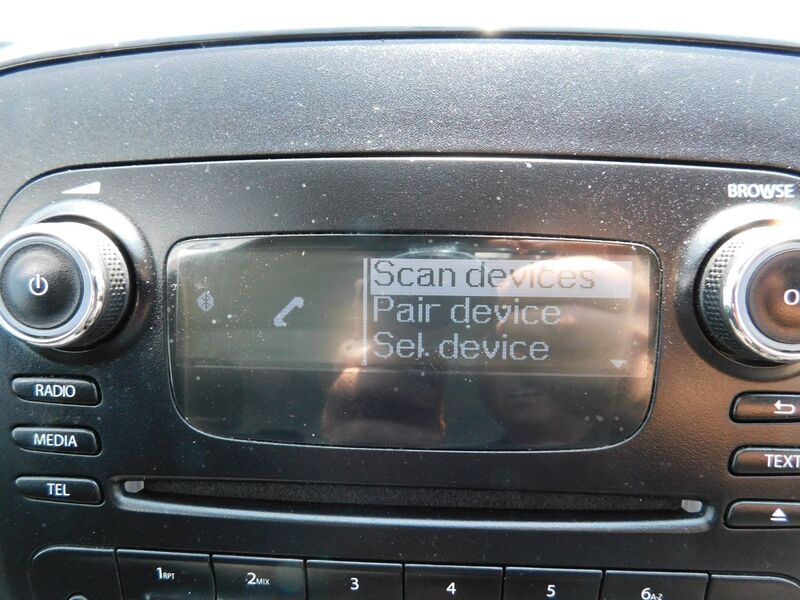 BROWSE
Scan devices
Pair device
Sel. device
RADIO
MEDIA
TEL
TEXT
1RPT
2MIX
3
4
5
6A-Z